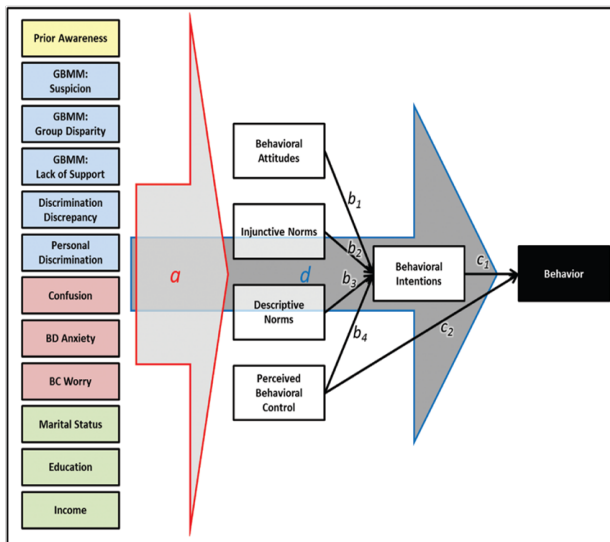 Prior Awareness
GBMM:
Suspicion
GBMM:
Group Disparity
GBMM:
Lack of Support
Discrimination
Discrepancy
Personal
Discrimination
Confusion
BD Anxiety
BC Worry
Marital Status
Education
Income
a
Behavioral
Attitudes
Injunctive Norms
d
Descriptive
Norms
Perceived
Behavioral
Control
b1
b2
b3
b4
Behavioral
Intentions
c1
c2
Behavior